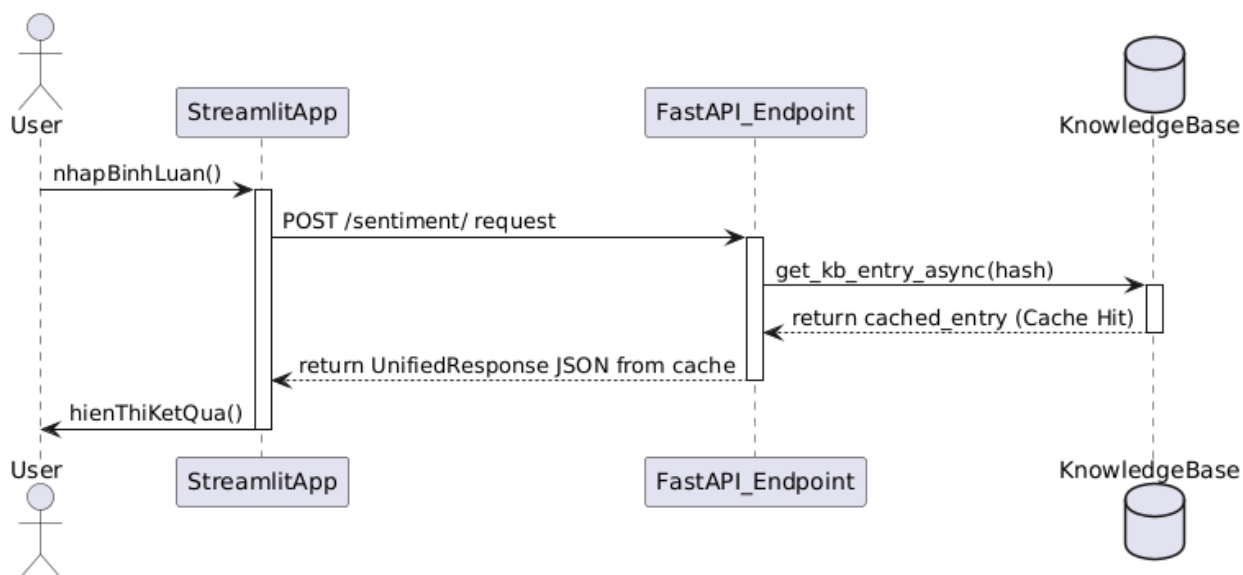 User
StreamlitApp
FastAPI_Endpoint
KnowledgeBase
nhapBinhLuan()
POST /sentiment/ request
get_kb_entry_async(hash)
return cached_entry (Cache Hit)
return UnifiedResponse JSON from cache
hienThiKetQua()
User
StreamlitApp
FastAPI_Endpoint
KnowledgeBase